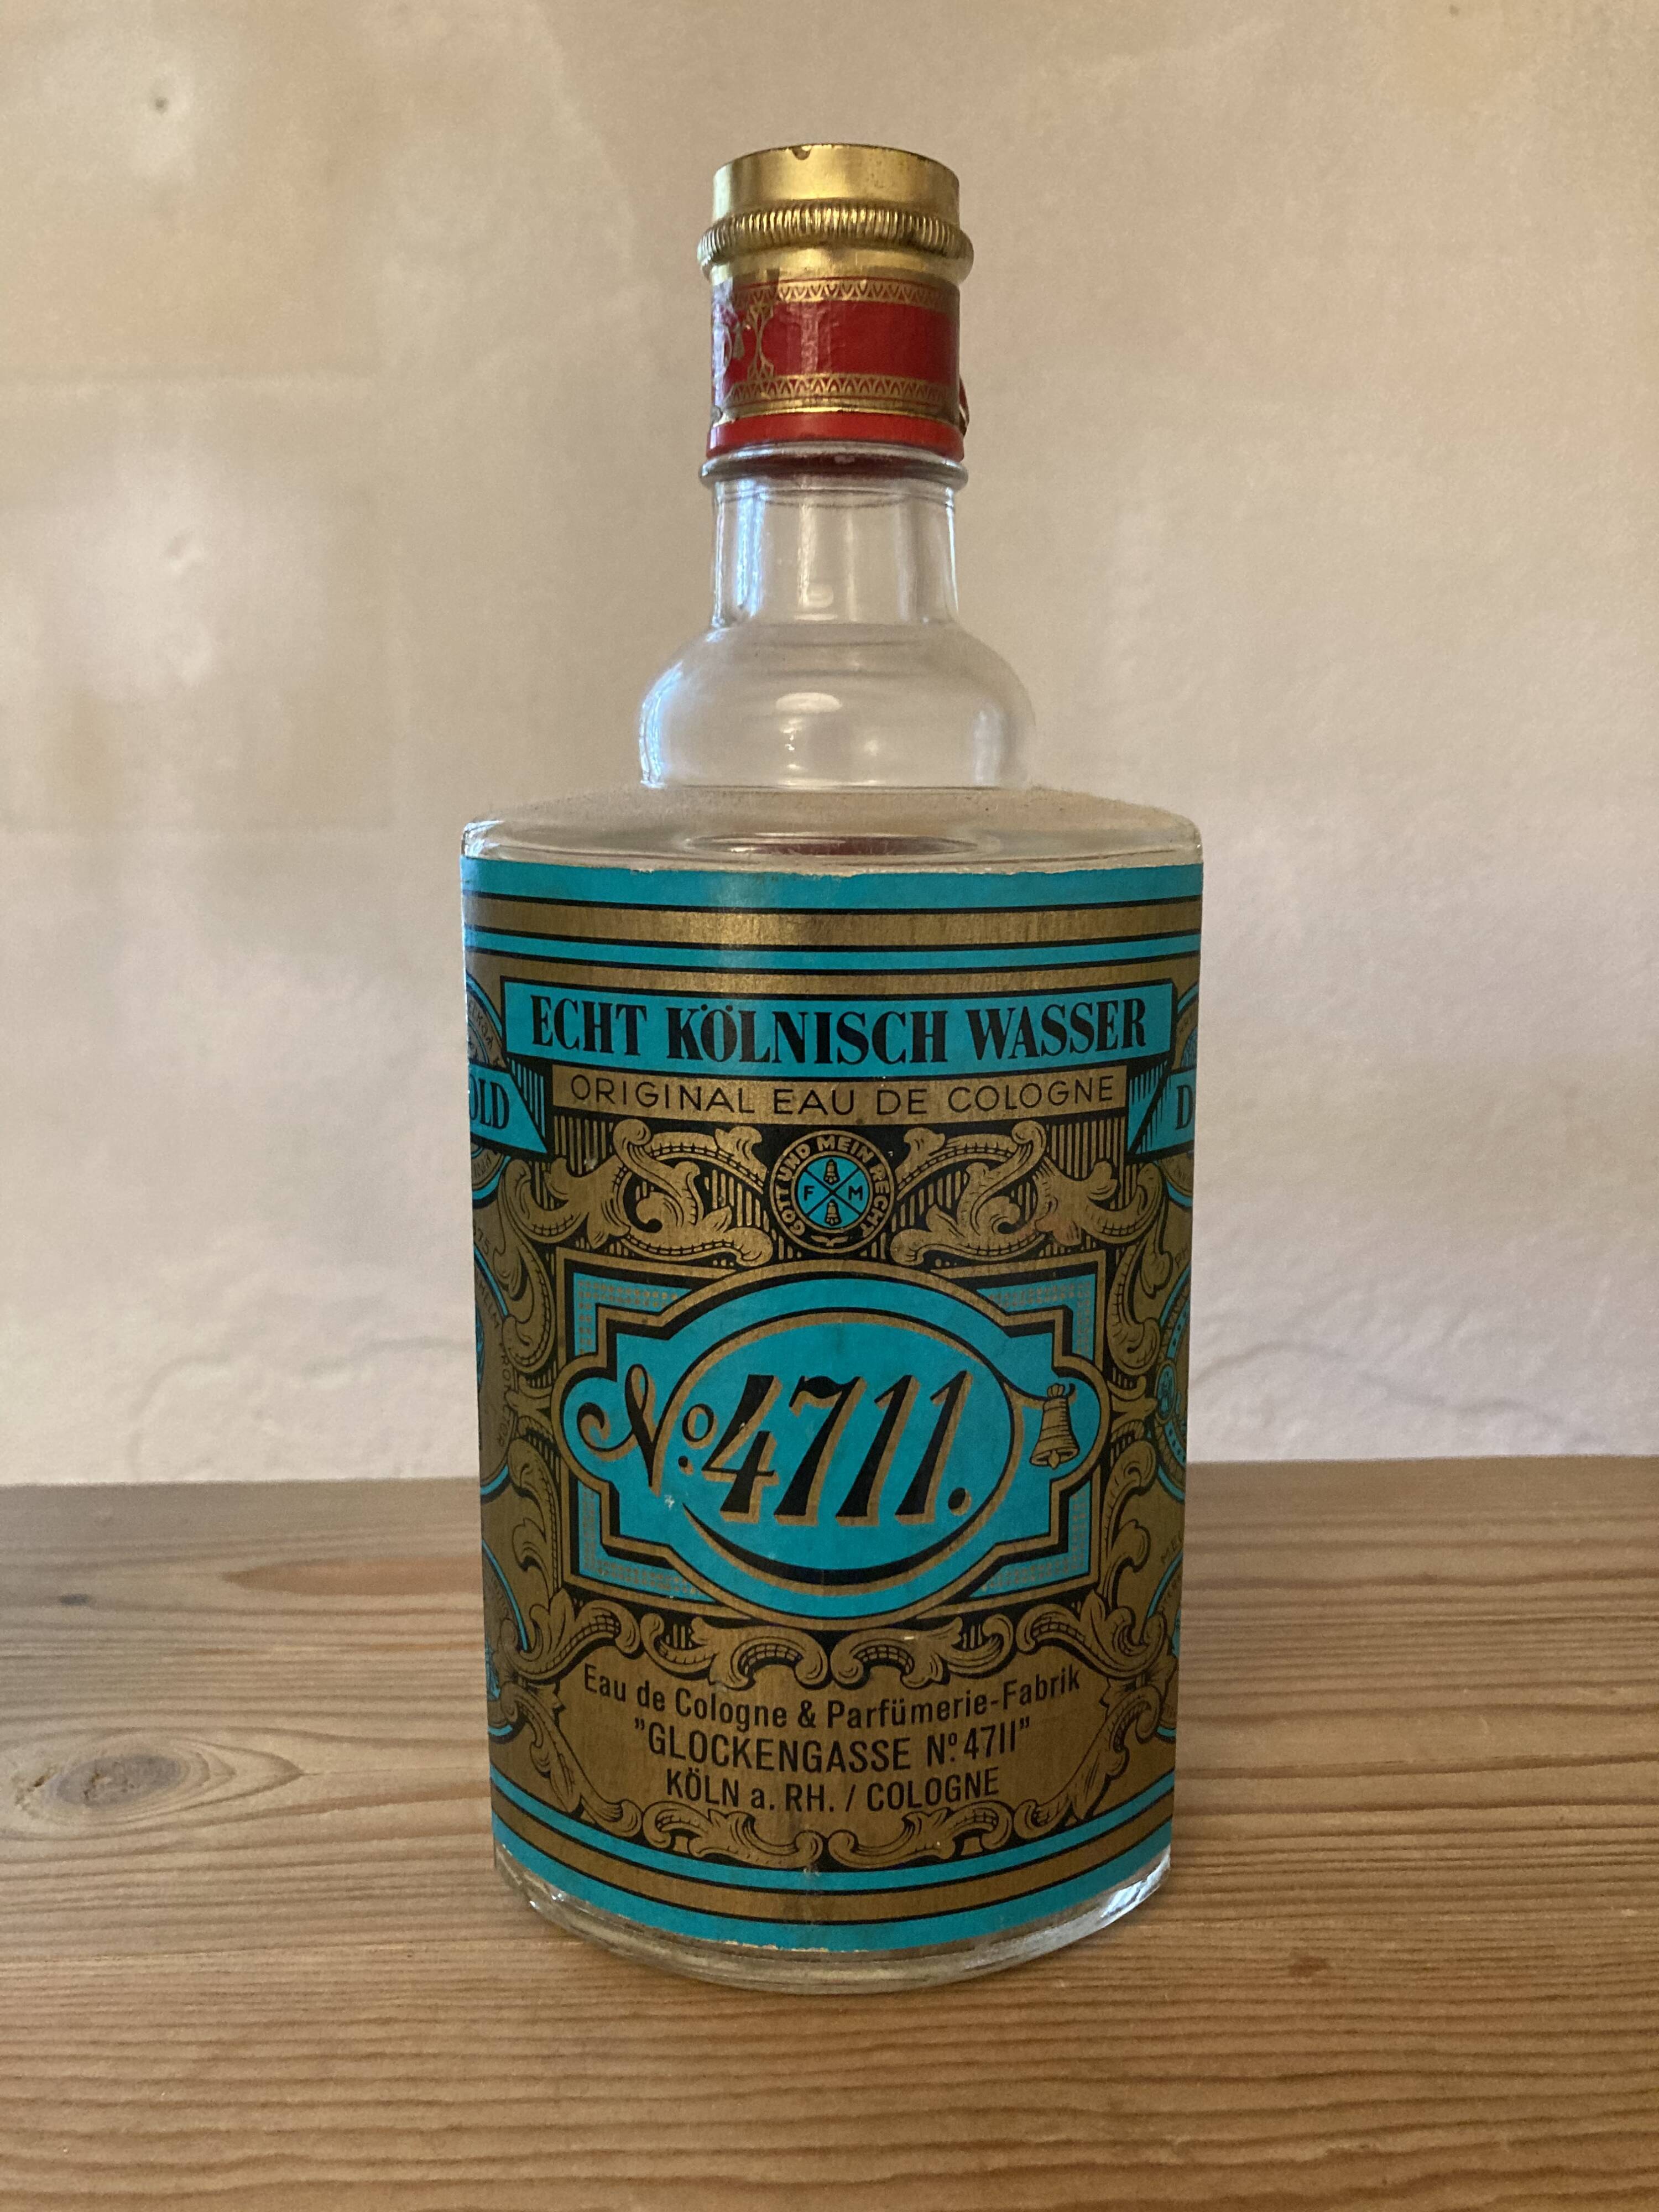 ECHT KÖLNISCH WASSER
ORIGINAL EAU DE COLOGNE
OLD
D
GOTT UND MEIN RECHT
F M
No. 4711.
Eau de Cologne & Parfümerie-Fabrik
"GLOCKENGASSE No. 4711"
KÖLN a. RH. / COLOGNE